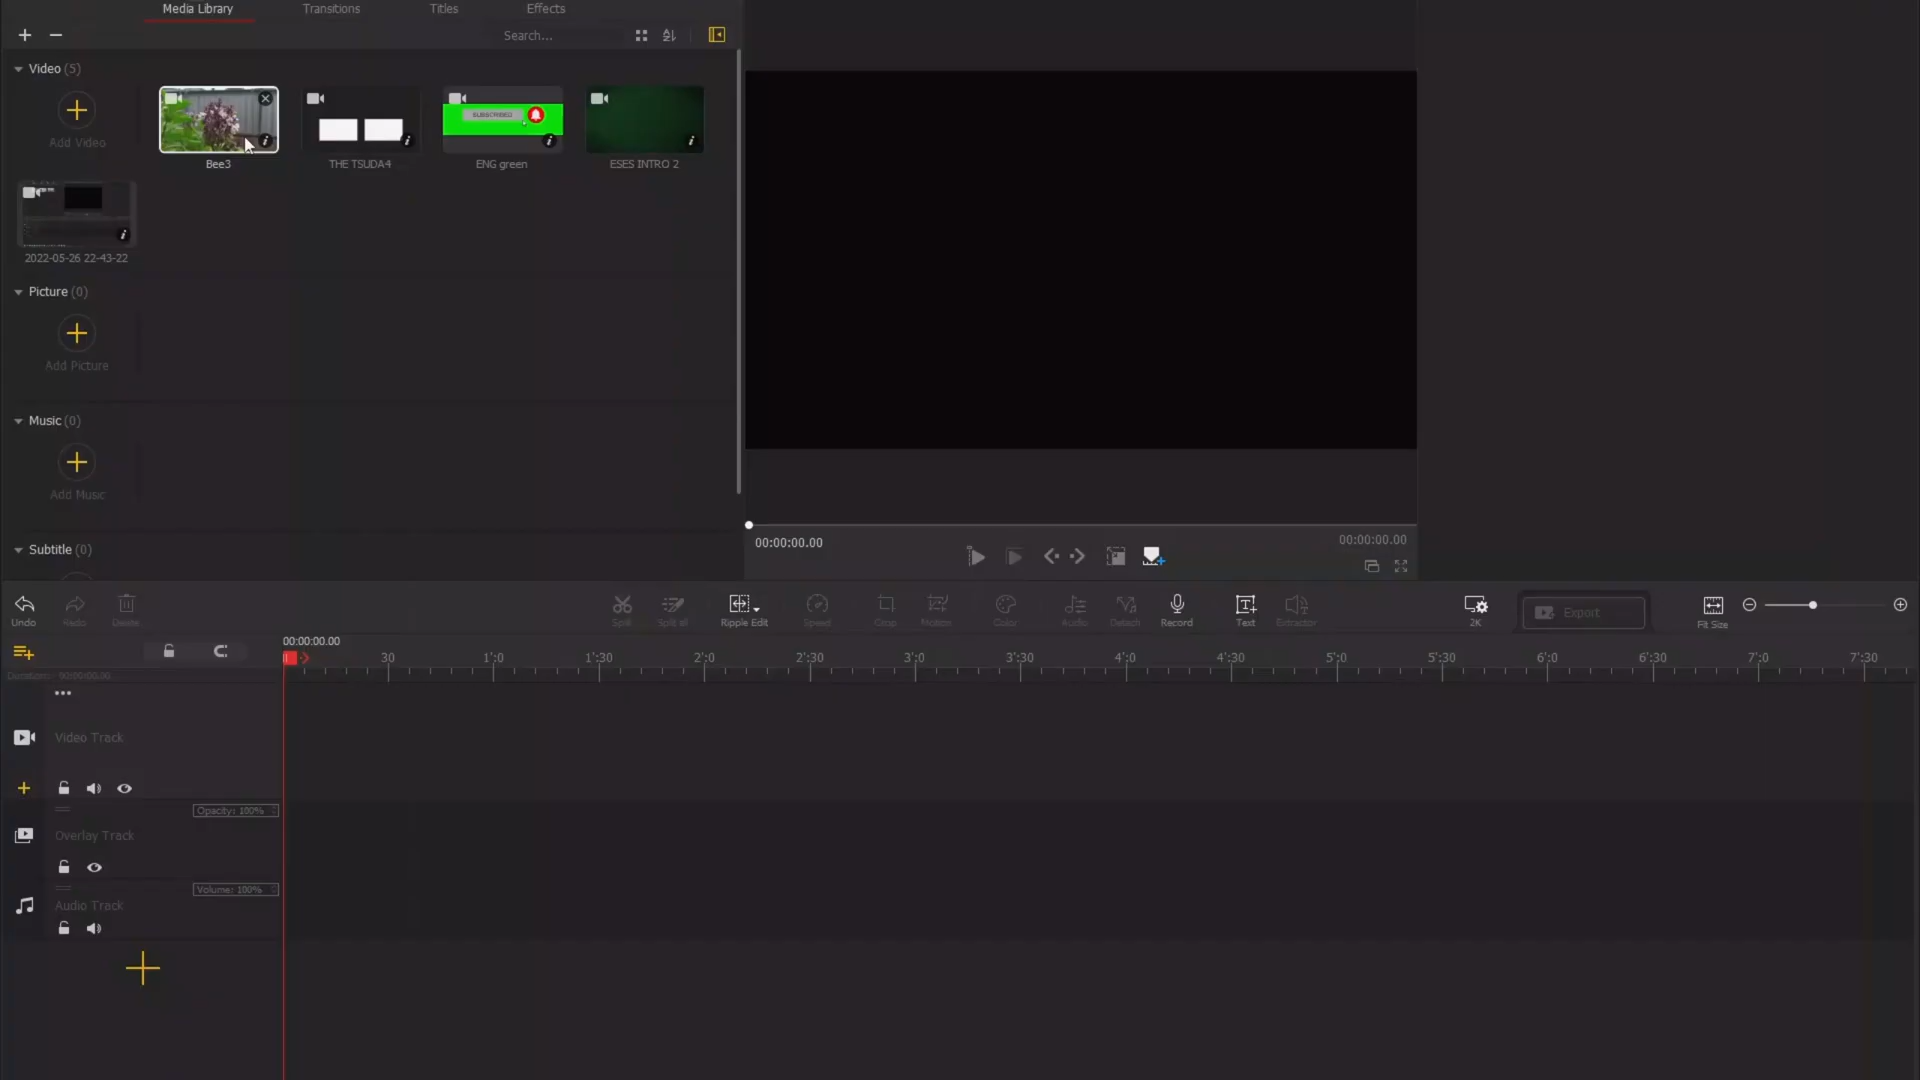 Media Library Transitions Titles Effects
Search...
Video (5)
Add Video
SUBSCRIBED
Bee3
THE TSUDA4
ENG green
ESES INTRO 2
2022-05-26 22-43-22
Picture (0)
Add Picture
Music (0)
Add Music
Subtitle (0)
00:00:00.00
00:00:00.00
Undo Redo Delete Split Split all Ripple Edit Speed Crop Motion Color Audio Detach Record Text Extractor 2K Export Fit Size
00:00:00.00
30 1'0 1'30 2'0 2'30 3'0 3'30 4'0 4'30 5'0 5'30 6'0 6'30 7'0 7'30
Duration: 00:00:00.00
Video Track
Opacity: 100%
Overlay Track
Volume: 100%
Audio Track